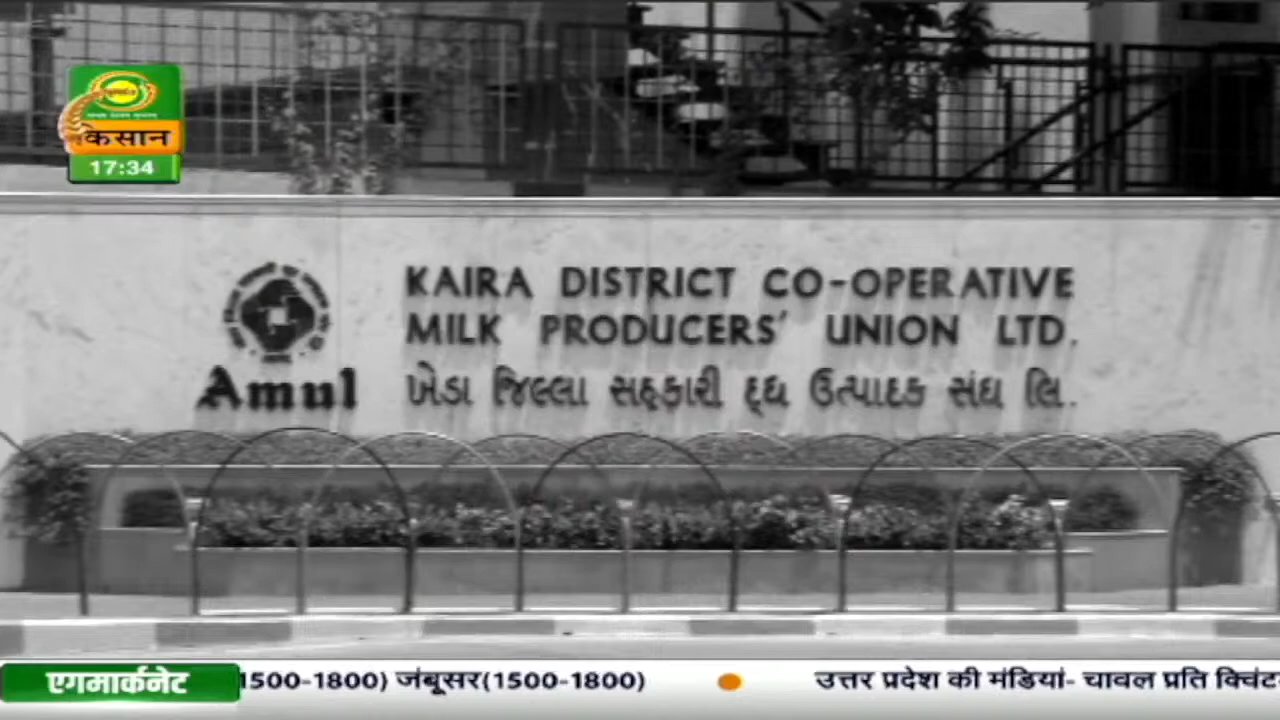 किसान
17:34
KAIRA DISTRICT CO-OPERATIVE
MILK PRODUCERS' UNION LTD.
Amul
ખેડા જિલ્લા સહકારી દૂધ ઉત્પાદક સંઘ લિ.
एगमार्कनेट
1500-1800) जंबूसर(1500-1800)
उत्तर प्रदेश की मंडियां- चावल प्रति